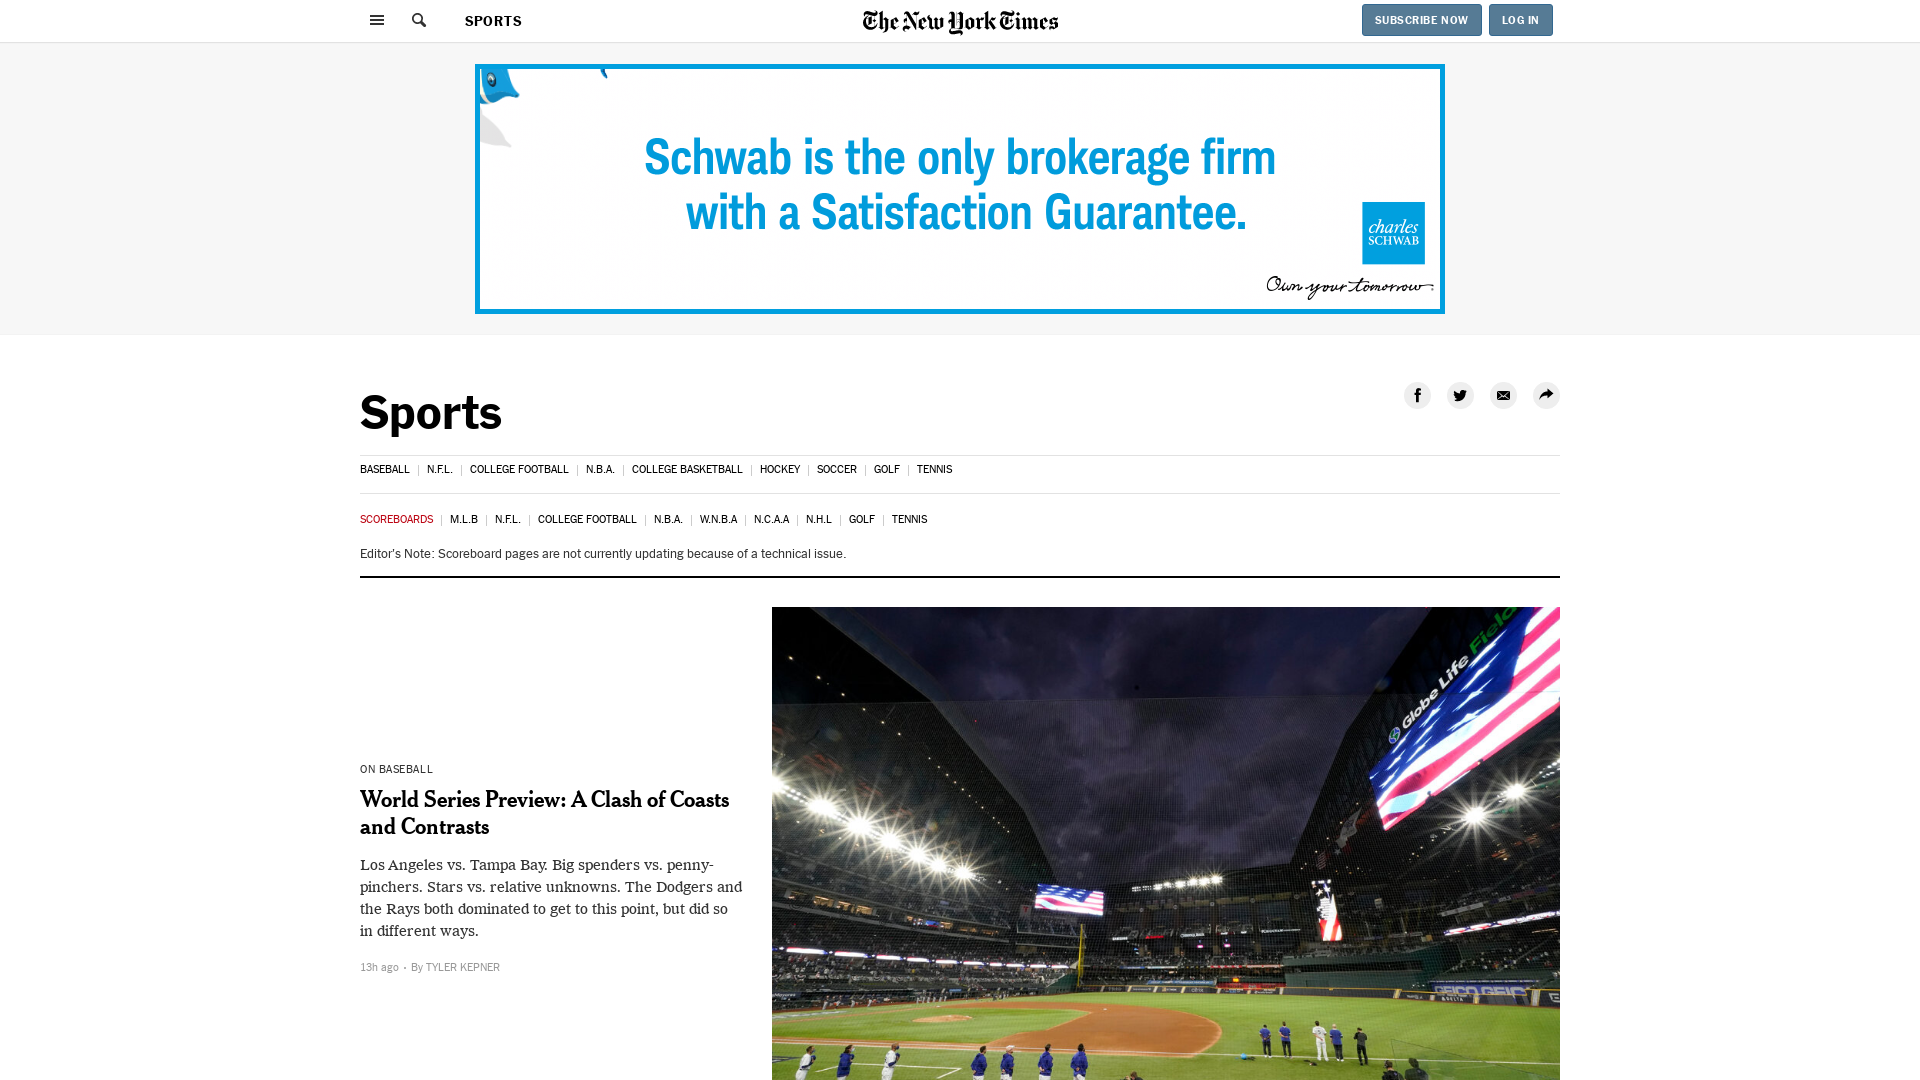 SPORTS
The New York Times
SUBSCRIBE NOW
LOG IN
Schwab is the only brokerage firm
with a Satisfaction Guarantee.
charles
SCHWAB
Own your tomorrow.
Sports
BASEBALL
N.F.L.
COLLEGE FOOTBALL
N.B.A.
COLLEGE BASKETBALL
HOCKEY
SOCCER
GOLF
TENNIS
SCOREBOARDS
M.L.B
N.F.L.
COLLEGE FOOTBALL
N.B.A.
W.N.B.A
N.C.A.A
N.H.L
GOLF
TENNIS
Editor's Note: Scoreboard pages are not currently updating because of a technical issue.
Globe Life Field
GEICO
ON BASEBALL
World Series Preview: A Clash of Coasts
and Contrasts
Los Angeles vs. Tampa Bay. Big spenders vs. penny-
pinchers. Stars vs. relative unknowns. The Dodgers and
the Rays both dominated to get to this point, but did so
in different ways.
13h ago · By TYLER KEPNER